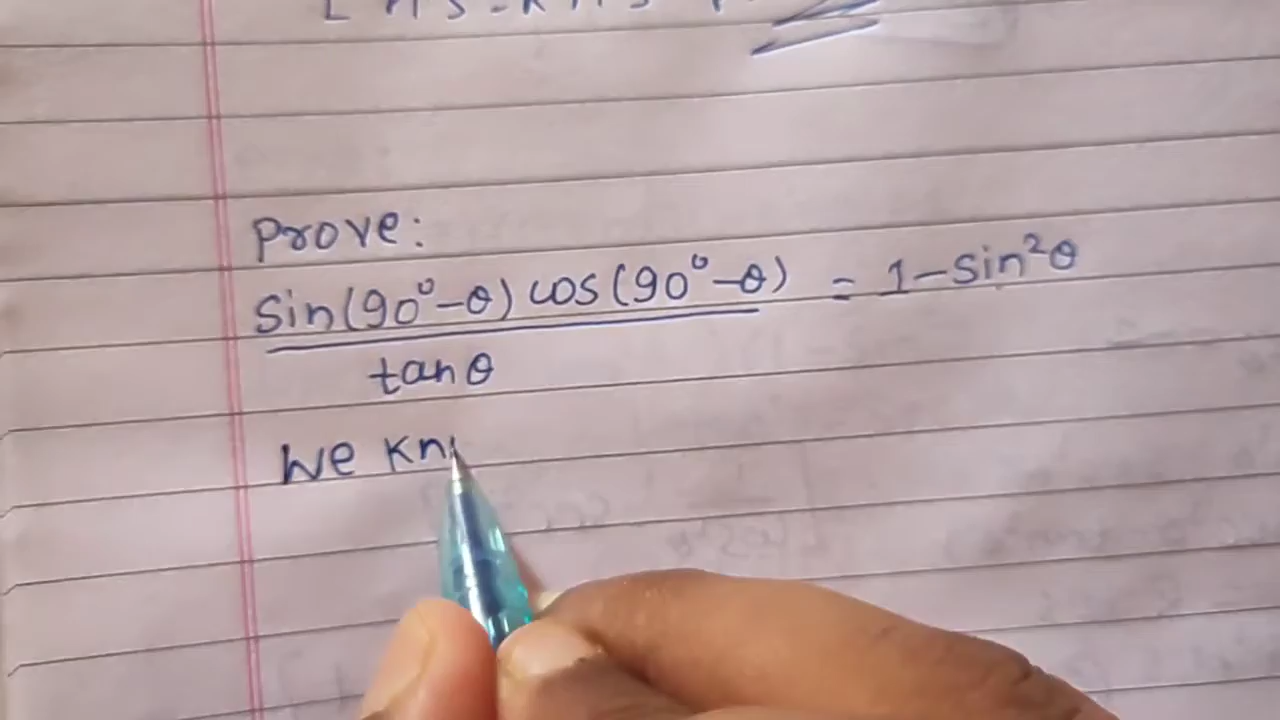 Prove:
sin(90°-θ) cos(90°-θ) = 1-sin²θ
tanθ
We Kn